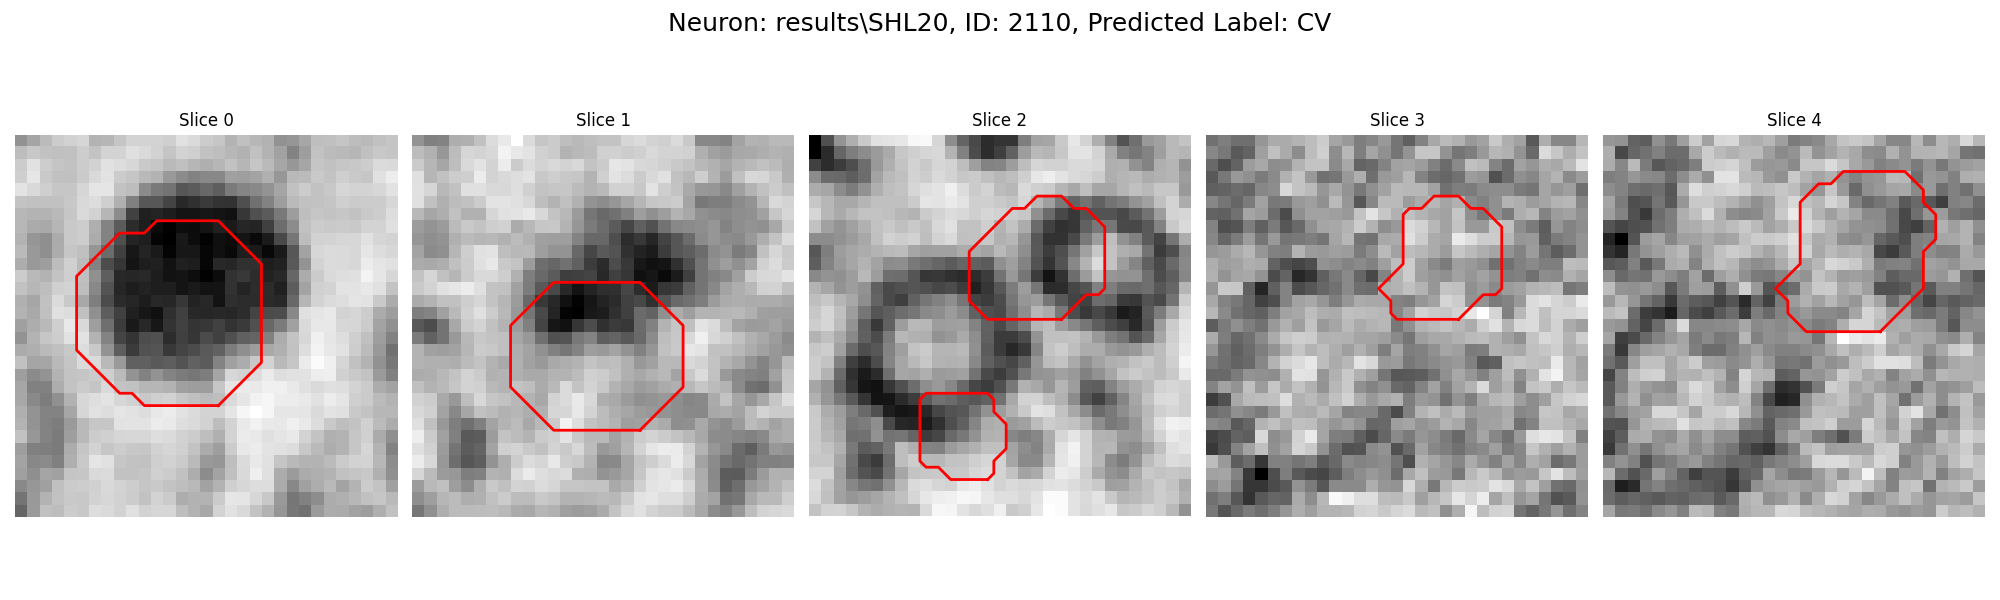 Neuron: results\SHL20, ID: 2110, Predicted Label: CV
Slice 0
Slice 1
Slice 2
Slice 3
Slice 4